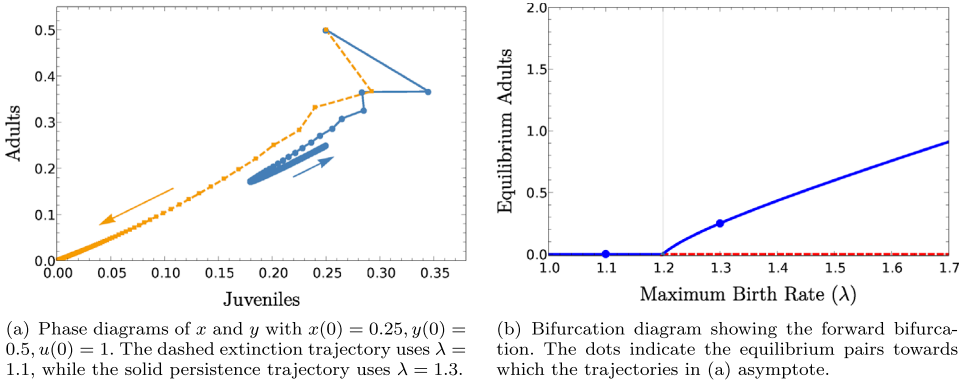 0.5
0.4
0.3
0.2
0.1
0.0
Adults
0.00 0.05 0.10 0.15 0.20 0.25 0.30 0.35
Juveniles
2.0
1.5
1.0
0.5
0.0
Equilibrium Adults
1.0 1.1 1.2 1.3 1.4 1.5 1.6 1.7
Maximum Birth Rate (λ)
(a) Phase diagrams of x and y with x(0) = 0.25, y(0) =
0.5, u(0) = 1. The dashed extinction trajectory uses λ =
1.1, while the solid persistence trajectory uses λ = 1.3.
(b) Bifurcation diagram showing the forward bifurca-
tion. The dots indicate the equilibrium pairs towards
which the trajectories in (a) asymptote.